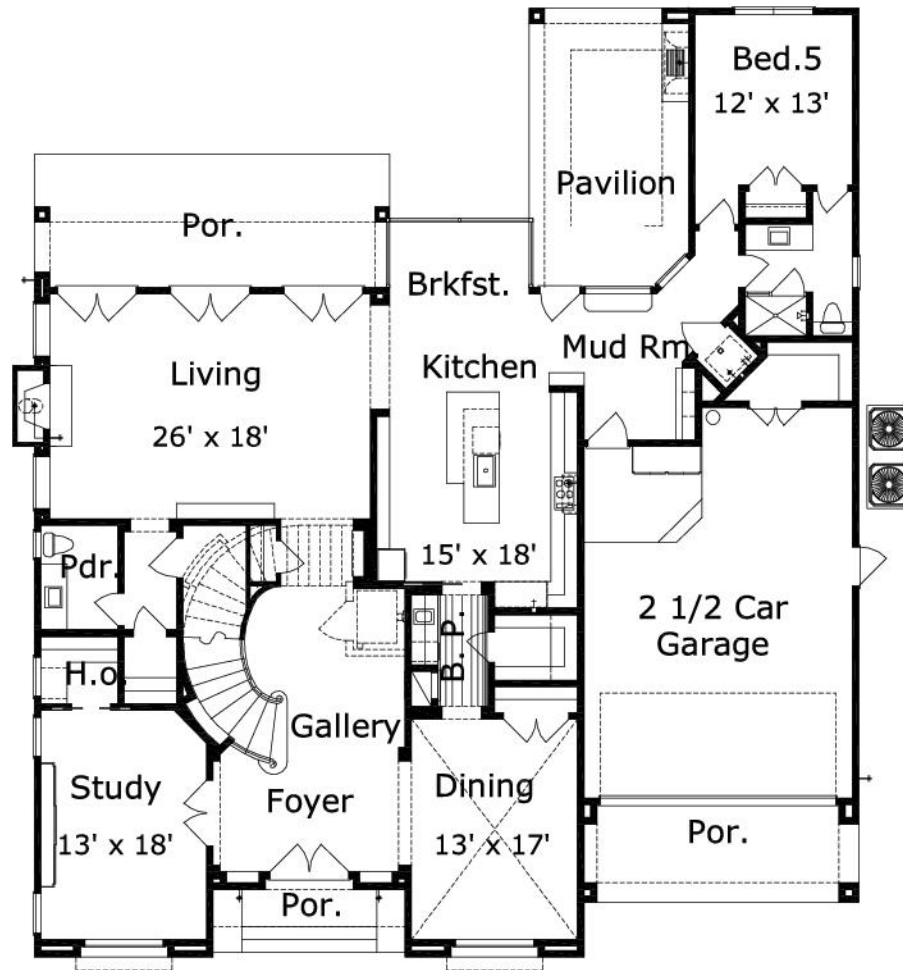 Bed.5
12' x 13'
Pavilion
Por.
Brkfst.
Mud Rm
Living
26' x 18'
Kitchen
15' x 18'
Pdr.
H.o.
B. P.
2 1/2 Car
Garage
Gallery
Study
13' x 18'
Foyer
Dining
13' x 17'
Por.
Por.